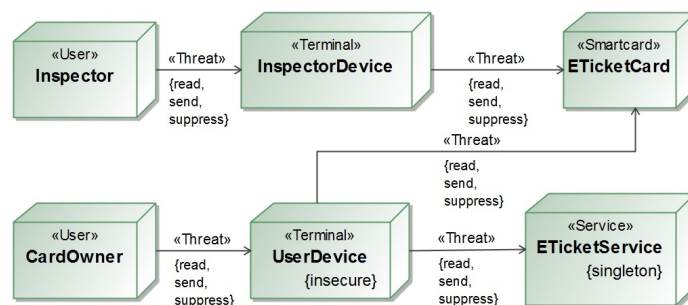 «User»
Inspector
«Threat»
{read,
send,
suppress}
«Terminal»
InspectorDevice
«Threat»
{read,
send,
suppress}
«Smartcard»
ETicketCard
«Threat»
{read,
send,
suppress}
«User»
CardOwner
«Threat»
{read,
send,
suppress}
«Terminal»
UserDevice
{insecure}
«Threat»
{read,
send,
suppress}
«Service»
ETicketService
{singleton}